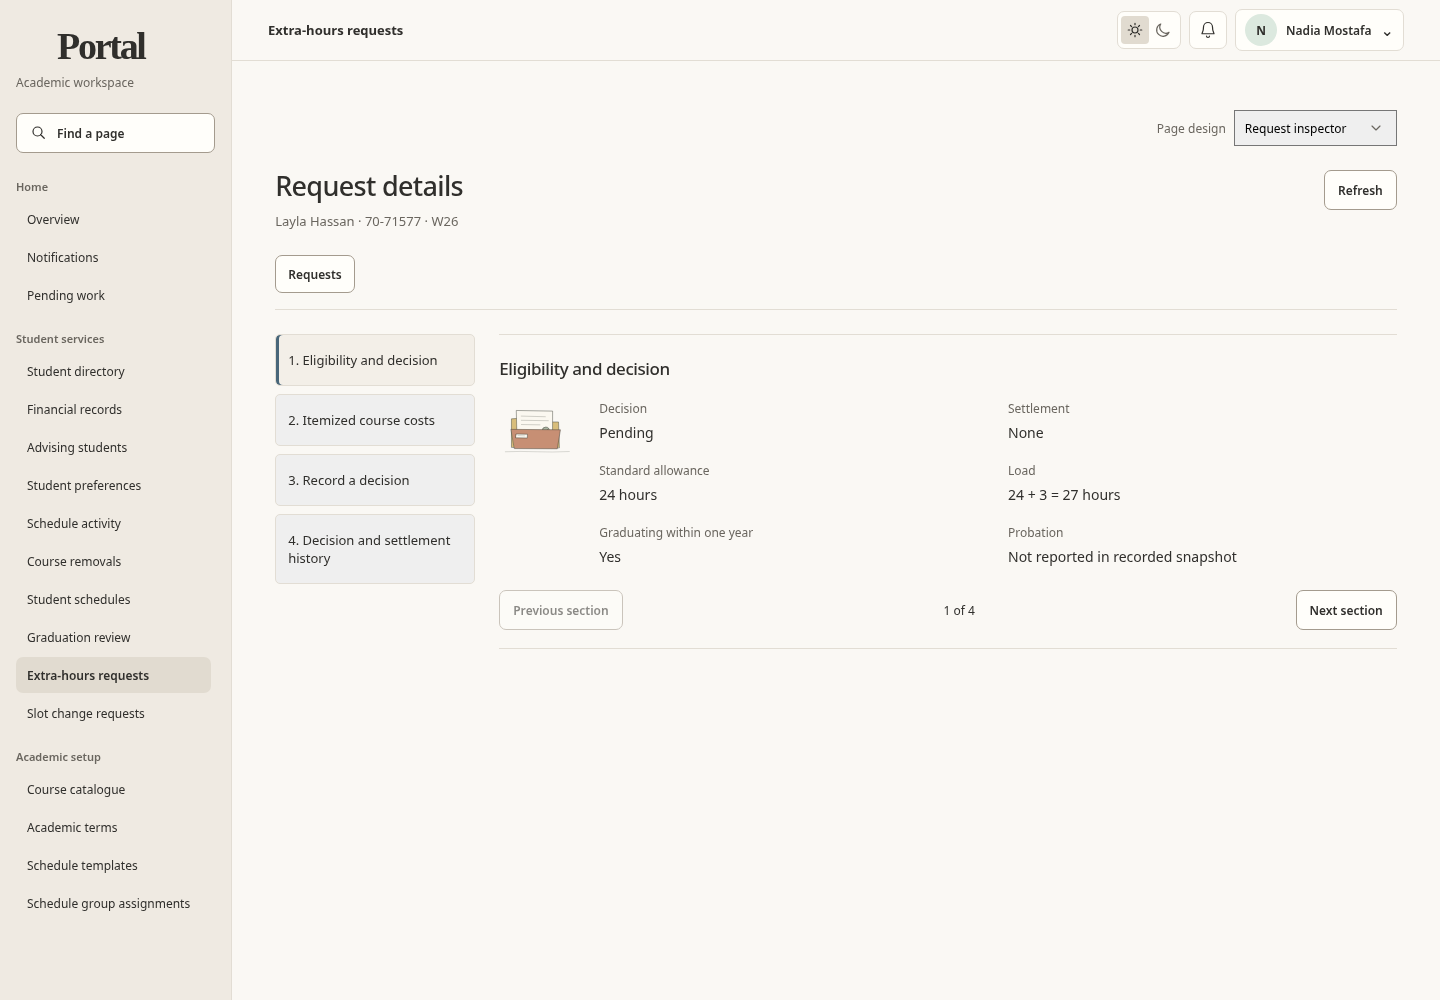 Portal
Academic workspace
Find a page
Home
Overview
Notifications
Pending work
Student services
Student directory
Financial records
Advising students
Student preferences
Schedule activity
Course removals
Student schedules
Graduation review
Extra-hours requests
Slot change requests
Academic setup
Course catalogue
Academic terms
Schedule templates
Schedule group assignments
Extra-hours requests
N
Nadia Mostafa
Page design
Request inspector
Request details
Layla Hassan · 70-71577 · W26
Refresh
Requests
1. Eligibility and decision
2. Itemized course costs
3. Record a decision
4. Decision and settlement
history
Eligibility and decision
Decision
Pending
Settlement
None
Standard allowance
24 hours
Load
24 + 3 = 27 hours
Graduating within one year
Yes
Probation
Not reported in recorded snapshot
Previous section
1 of 4
Next section